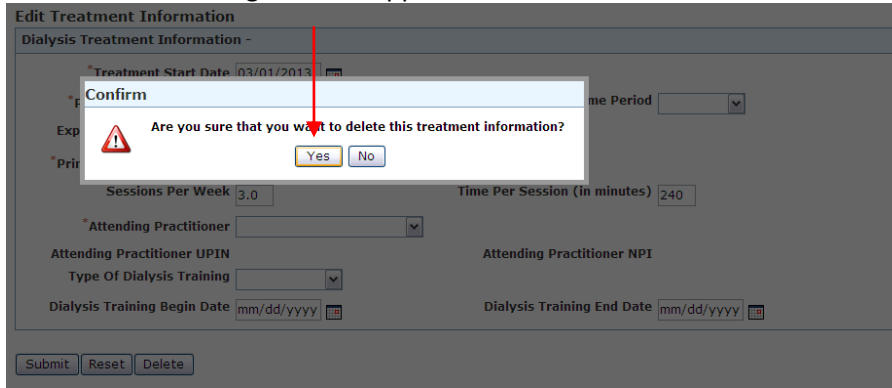 Edit Treatment Information
Dialysis Treatment Information -
*Treatment Start Date 03/01/2013
Confirm
me Period
Are you sure that you want to delete this treatment information?
Yes No
Sessions Per Week 3.0 Time Per Session (in minutes) 240
*Attending Practitioner
Attending Practitioner UPIN Attending Practitioner NPI
Type Of Dialysis Training
Dialysis Training Begin Date mm/dd/yyyy Dialysis Training End Date mm/dd/yyyy
Submit Reset Delete